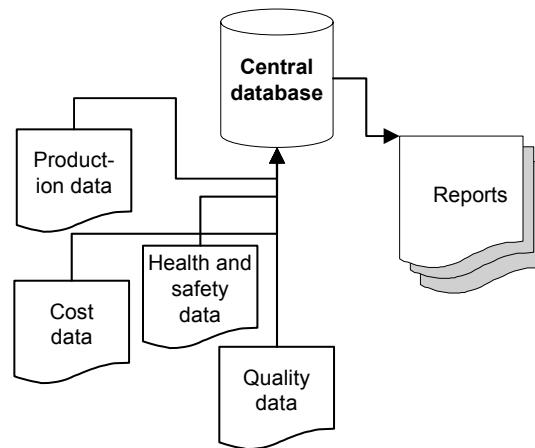 Central
database
Product-
ion data
Reports
Health and
safety
data
Cost
data
Quality
data